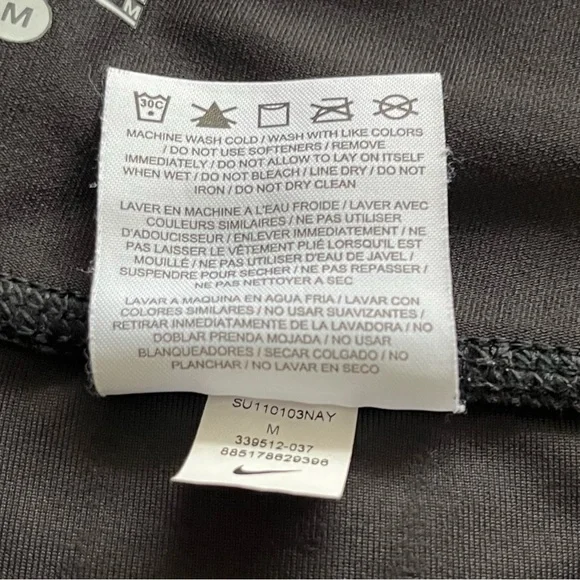 M
M
30C
MACHINE WASH COLD / WASH WITH LIKE COLORS
/ DO NOT USE SOFTENERS / REMOVE
IMMEDIATELY / DO NOT ALLOW TO LAY ON ITSELF
WHEN WET / DO NOT BLEACH / LINE DRY / DO NOT
IRON / DO NOT DRY CLEAN
LAVER EN MACHINE A L'EAU FROIDE / LAVER AVEC
COULEURS SIMILAIRES / NE PAS UTILISER
D'ADOUCISSEUR / ENLEVER IMMEDIATEMENT / NE
PAS LAISSER LE VÊTEMENT PLIÉ LORSQU'IL EST
MOUILLÉ / NE PAS UTILISER D'EAU DE JAVEL /
SUSPENDRE POUR SECHER / NE PAS REPASSER /
NE PAS NETTOYER A SEC
LAVAR A MAQUINA EN AGUA FRIA / LAVAR CON
COLORES SIMILARES / NO USAR SUAVIZANTES /
RETIRAR INMEDIATAMENTE DE LA LAVADORA / NO
DOBLAR PRENDA MOJADA / NO USAR
BLANQUEADORES / SECAR COLGADO / NO
PLANCHAR / NO LAVAR EN SECO
SU110103NAY
M
339512-037
885178629396